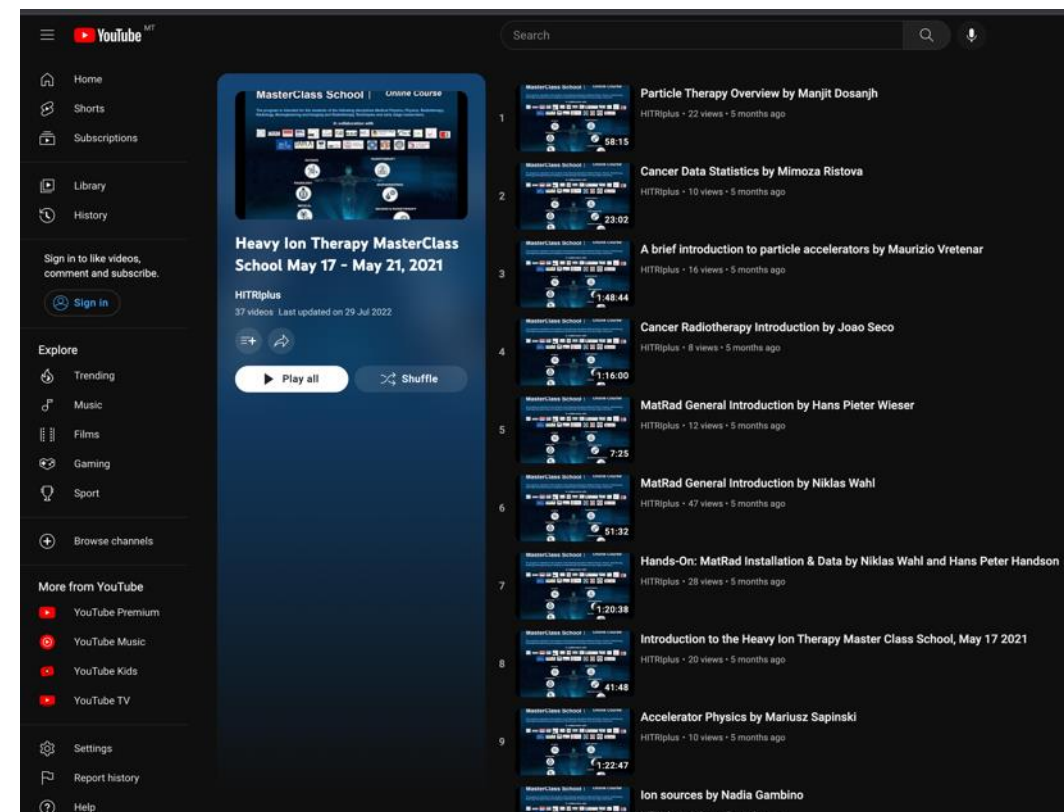 YouTube MT
Search
Home
Shorts
Subscriptions
Library
History
Sign in to like videos,
comment and subscribe.
Sign in
Explore
Trending
Music
Films
Gaming
Sport
Browse channels
More from YouTube
YouTube Premium
YouTube Music
YouTube Kids
YouTube TV
Settings
Report history
Help
MasterClass School | Online Course
In collaboration with
Heavy Ion Therapy MasterClass
School May 17 - May 21, 2021
HITRIplus
37 videos Last updated on 29 Jul 2022
Play all
Shuffle
1
58:15
Particle Therapy Overview by Manjit Dosanjh
HITRIplus • 22 views • 5 months ago
2
23:02
Cancer Data Statistics by Mimoza Ristova
HITRIplus • 10 views • 5 months ago
3
1:48:44
A brief introduction to particle accelerators by Maurizio Vretenar
HITRIplus • 16 views • 5 months ago
4
1:16:00
Cancer Radiotherapy Introduction by Joao Seco
HITRIplus • 8 views • 5 months ago
5
7:25
MatRad General Introduction by Hans Pieter Wieser
HITRIplus • 12 views • 5 months ago
6
51:32
MatRad General Introduction by Niklas Wahl
HITRIplus • 47 views • 5 months ago
7
1:20:38
Hands-On: MatRad Installation & Data by Niklas Wahl and Hans Peter Handson
HITRIplus • 28 views • 5 months ago
8
41:48
Introduction to the Heavy Ion Therapy Master Class School, May 17 2021
HITRIplus • 20 views • 5 months ago
9
1:22:47
Accelerator Physics by Mariusz Sapinski
HITRIplus • 10 views • 5 months ago
Ion sources by Nadia Gambino